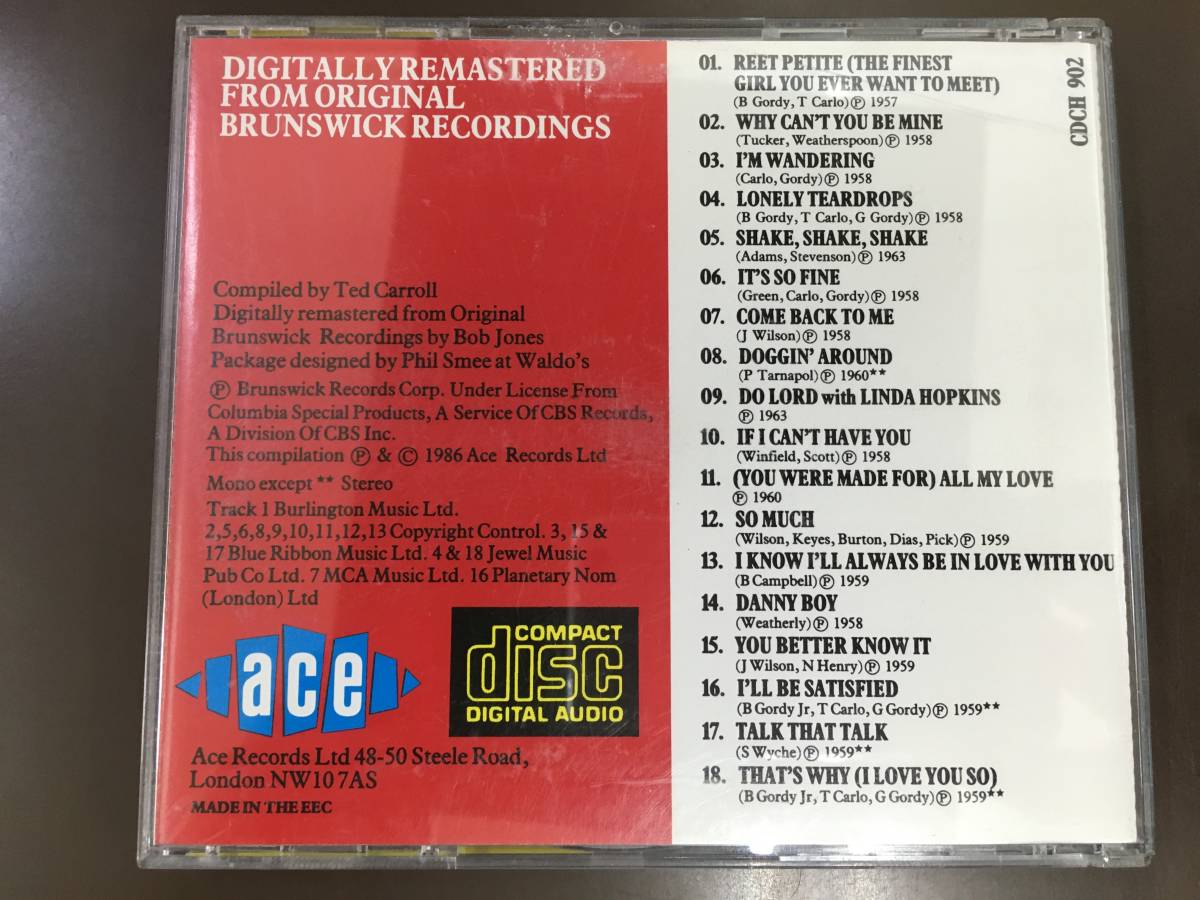 DIGITALLY REMASTERED
FROM ORIGINAL
BRUNSWICK RECORDINGS
Compiled by Ted Carroll
Digitally remastered from Original
Brunswick Recordings by Bob Jones
Package designed by Phil Smee at Waldo's
Ⓟ Brunswick Records Corp. Under License From
Columbia Special Products, A Service Of CBS Records,
A Division Of CBS Inc.
This compilation Ⓟ & © 1986 Ace Records Ltd
Mono except ** Stereo
Track 1 Burlington Music Ltd.
2,5,6,8,9,10,11,12,13 Copyright Control. 3, 15 &
17 Blue Ribbon Music Ltd. 4 & 18 Jewel Music
Pub Co Ltd. 7 MCA Music Ltd. 16 Planetary Nom
(London) Ltd
ace
COMPACT
disc
DIGITAL AUDIO
Ace Records Ltd 48-50 Steele Road,
London NW10 7AS
MADE IN THE EEC
01. REET PETITE (THE FINEST
GIRL YOU EVER WANT TO MEET)
(B Gordy, T Carlo) Ⓟ 1957
02. WHY CAN'T YOU BE MINE
(Tucker, Weatherspoon) Ⓟ 1958
03. I'M WANDERING
(Carlo, Gordy) Ⓟ 1958
04. LONELY TEARDROPS
(B Gordy, T Carlo, G Gordy) Ⓟ 1958
05. SHAKE, SHAKE, SHAKE
(Adams, Stevenson) Ⓟ 1963
06. IT'S SO FINE
(Green, Carlo, Gordy) Ⓟ 1958
07. COME BACK TO ME
(J Wilson) Ⓟ 1958
08. DOGGIN' AROUND
(P Tarnapol) Ⓟ 1960**
09. DO LORD with LINDA HOPKINS
Ⓟ 1963
10. IF I CAN'T HAVE YOU
(Winfield, Scott) Ⓟ 1958
11. (YOU WERE MADE FOR) ALL MY LOVE
Ⓟ 1960
12. SO MUCH
(Wilson, Keyes, Burton, Dias, Pick) Ⓟ 1959
13. I KNOW I'LL ALWAYS BE IN LOVE WITH YOU
(B Campbell) Ⓟ 1959
14. DANNY BOY
(Weatherly) Ⓟ 1958
15. YOU BETTER KNOW IT
(J Wilson, N Henry) Ⓟ 1959
16. I'LL BE SATISFIED
(B Gordy Jr, T Carlo, G Gordy) Ⓟ 1959**
17. TALK THAT TALK
(S Wyche) Ⓟ 1959**
18. THAT'S WHY (I LOVE YOU SO)
(B Gordy Jr, T Carlo, G Gordy) Ⓟ 1959**
CDCH 902